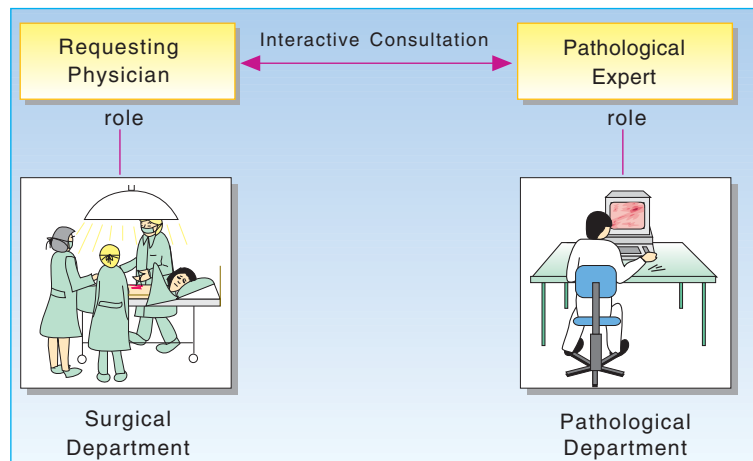 Requesting
Physician
Interactive Consultation
Pathological
Expert
role
role
Surgical
Department
Pathological
Department